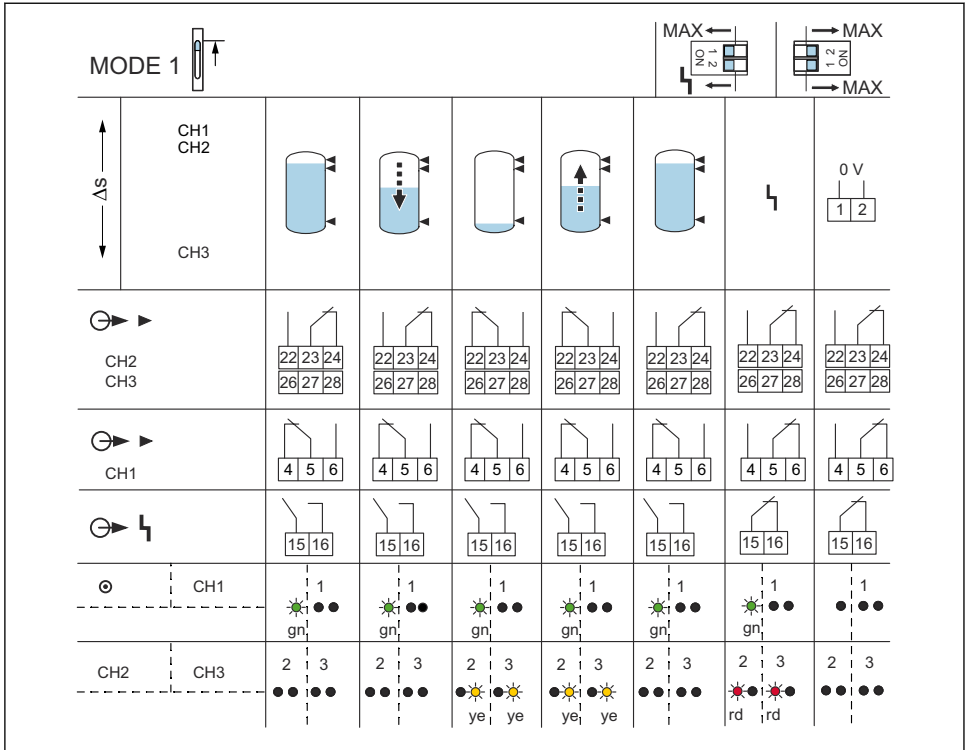 MODE 1
MAX
1 2
ON
MAX
1 2
ON
MAX
Δs
CH1
CH2
CH3
0 V
1 2
CH2
CH3
22 23 24 22 23 24 22 23 24 22 23 24 22 23 24 22 23 24 22 23 24
26 27 28 26 27 28 26 27 28 26 27 28 26 27 28 26 27 28 26 27 28
CH1
4 5 6 4 5 6 4 5 6 4 5 6 4 5 6 4 5 6 4 5 6
15 16 15 16 15 16 15 16 15 16 15 16 15 16
CH1 1 1 1 1 1 1 1
gn gn gn gn gn gn
CH2 CH3 2 3 2 3 2 3 2 3 2 3 2 3 2 3
ye ye ye ye rd rd